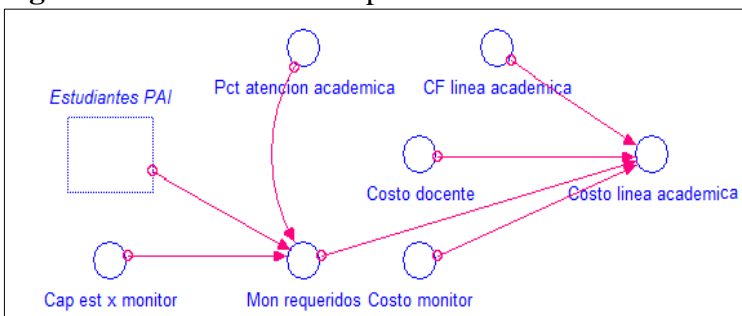 Pct atencion academica
CF linea academica
Estudiantes PAI
Costo docente
Costo linea academica
Cap est x monitor
Mon requeridos
Costo monitor